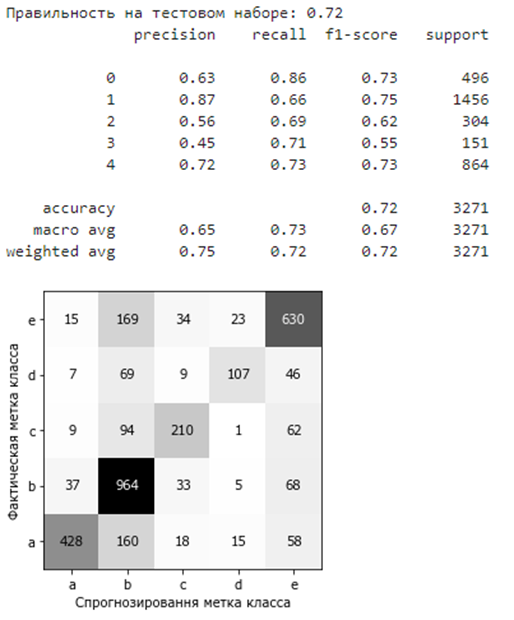 Правильность на тестовом наборе: 0.72
precision recall f1-score support
0 0.63 0.86 0.73 496
1 0.87 0.66 0.75 1456
2 0.56 0.69 0.62 304
3 0.45 0.71 0.55 151
4 0.72 0.73 0.73 864
accuracy 0.72 3271
macro avg 0.65 0.73 0.67 3271
weighted avg 0.75 0.72 0.72 3271
Фактическая метка класса
e 15 169 34 23 630
d 7 69 9 107 46
c 9 94 210 1 62
b 37 964 33 5 68
a 428 160 18 15 58
a b c d e
Спрогнозировання метка класса